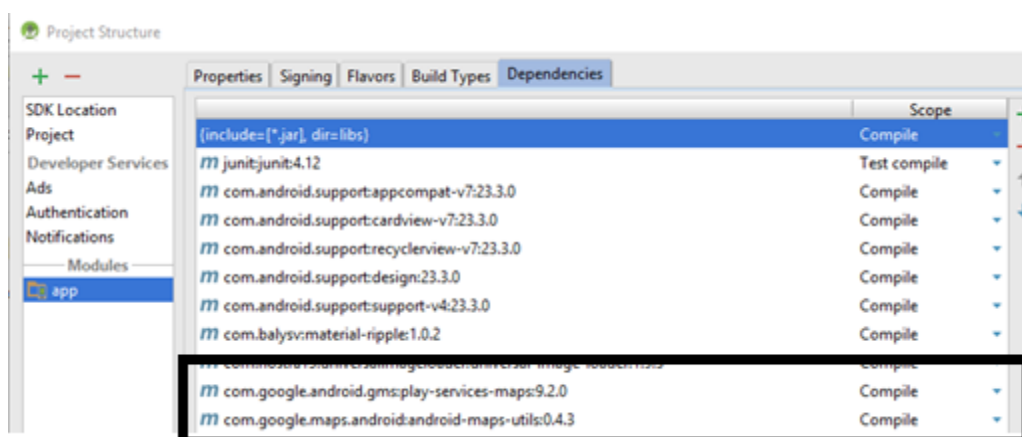 Project Structure
Properties Signing Flavors Build Types Dependencies
SDK Location
Project
Developer Services
Ads
Authentication
Notifications
Modules
app
Scope
{include=[*.jar], dir=libs} Compile
m junit:junit:4.12 Test compile
m com.android.support:appcompat-v7:23.3.0 Compile
m com.android.support:cardview-v7:23.3.0 Compile
m com.android.support:recyclerview-v7:23.3.0 Compile
m com.android.support:design:23.3.0 Compile
m com.android.support:support-v4:23.3.0 Compile
m com.balysv:material-ripple:1.0.2 Compile
m com.google.android.gms:play-services-maps:9.2.0 Compile
m com.google.maps.android:android-maps-utils:0.4.3 Compile